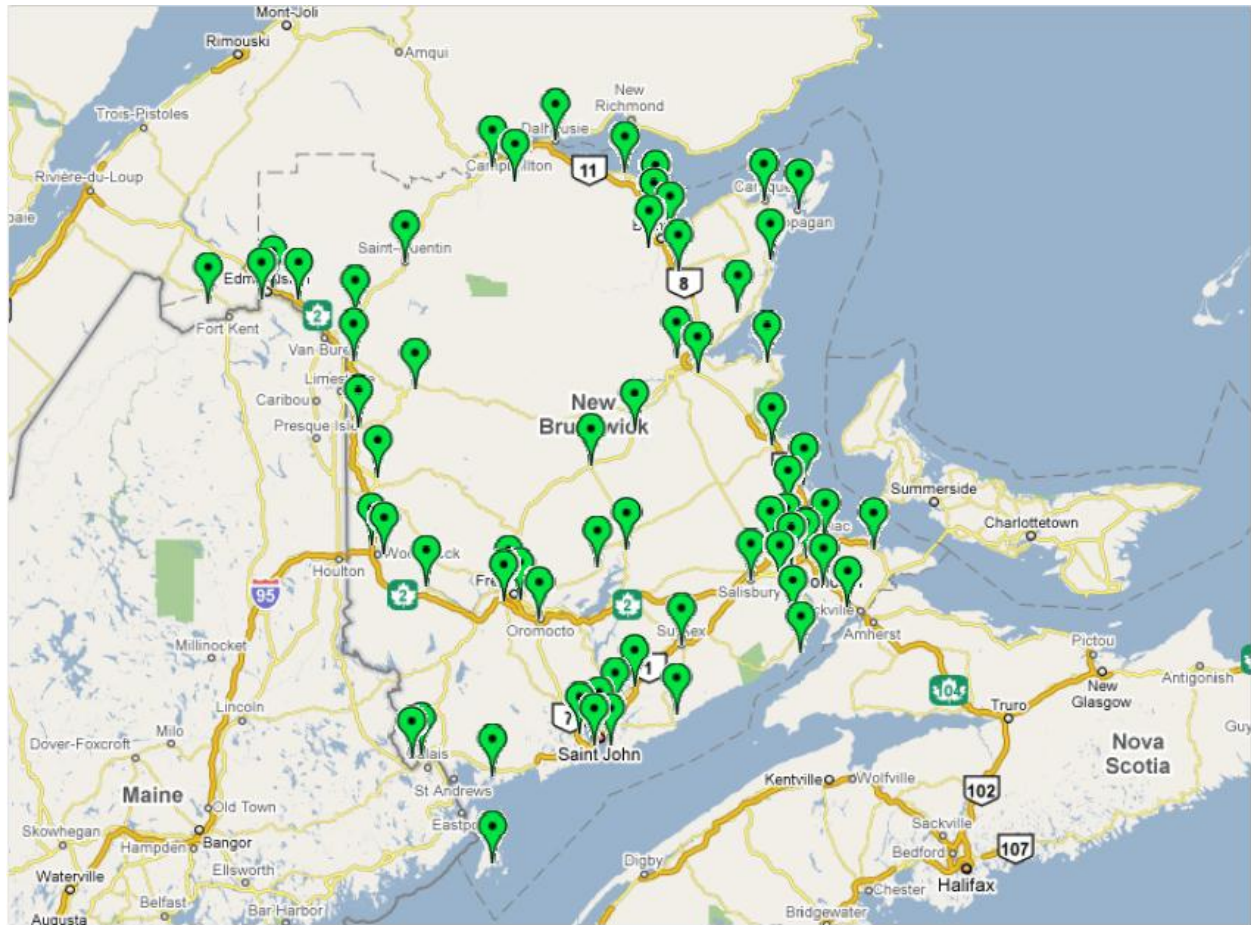 Mont-Joli
Rimouski
Amqui
New
Richmond
Trois-Pistoles
Dalhousie
Campbellton
11
Rivière-du-Loup
Saint-Quentin
8
2
Fort Kent
Van Buren
Caribou
Presque Isle
New
Brunswick
Summerside
Charlottetown
Houlton
95
2
2
Salisbury
Oromocto
Sussex
Amherst
Millinocket
Pictou
New
Glasgow
Antigonish
1
104
Truro
7
Lincoln
Milo
Dover-Foxcroft
Saint John
Nova
Scotia
St Andrews
Kentville
Wolfville
102
Maine
Old Town
Skowhegan
Bangor
Hampden
Sackville
107
Bedford
Digby
Halifax
Ellsworth
Waterville
Chester
Belfast
Bar Harbor
Bridgewater
Augusta